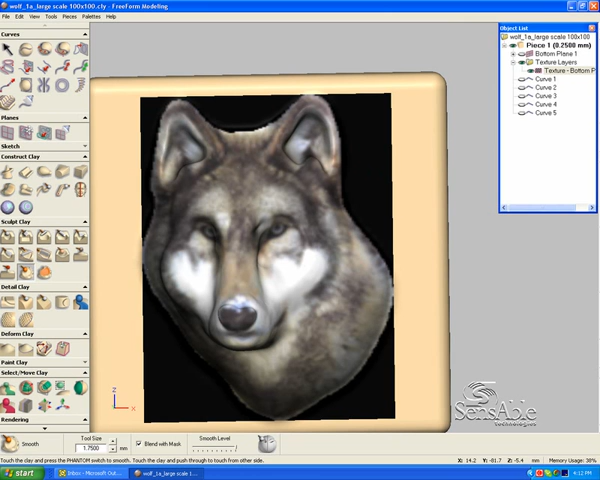 wolf_1a_large scale 100x100.cly - FreeForm Modeling
File Edit View Tools Pieces Palettes Help
Curves
Planes
Sketch
Construct Clay
Sculpt Clay
Detail Clay
Deform Clay
Paint Clay
Select/Move Clay
Rendering
Object List
wolf_1a_large scale 100x100
Piece 1 (0.2500 mm)
Bottom Plane 1
Texture Layers
Texture - Bottom P
Curve 1
Curve 2
Curve 3
Curve 4
Curve 5
Z
X
SensAble
technologies
Smooth
Tool Size
1.7500 mm
Blend with Mask
Smooth Level
Touch the clay and press the PHANTOM switch to smooth. Touch the clay and push through to touch from other side.
X: 14.2 Y: -81.7 Z: -5.4 mm Memory Usage: 38%
start
Inbox - Microsoft Out...
wolf_1a_large scale 1...
4:12 PM